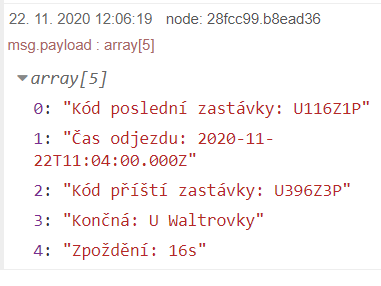 22. 11. 2020 12:06:19 node: 28fcc99.b8ead36
msg.payload : array[5]
array[5]
0: "Kód poslední zastávky: U116Z1P"
1: "Čas odjezdu: 2020-11-
22T11:04:00.000Z"
2: "Kód příští zastávky: U396Z3P"
3: "Končná: U Waltrovky"
4: "Zpoždění: 16s"